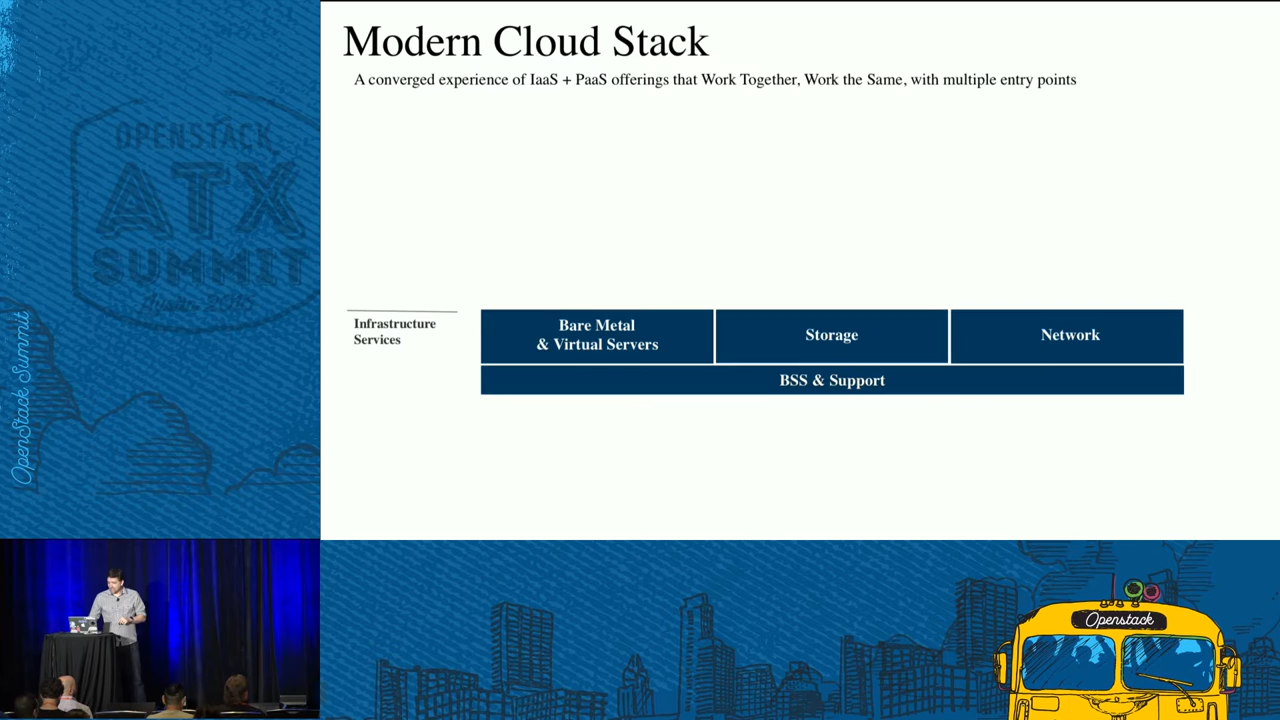 Modern Cloud Stack
A converged experience of IaaS + PaaS offerings that Work Together, Work the Same, with multiple entry points
OPENSTACK
ATX
SUMMIT
Infrastructure
Services
Bare Metal
& Virtual Servers
Storage
Network
BSS & Support
OpenStack Summit
Openstack